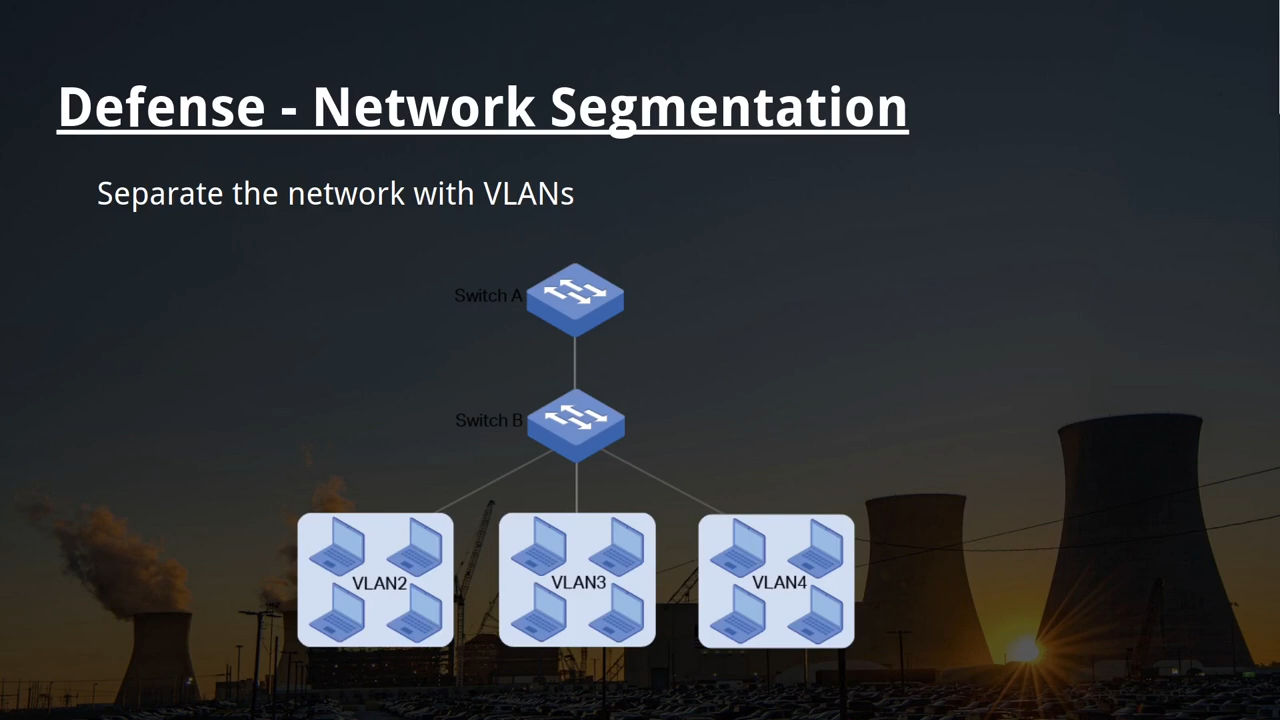 Defense - Network Segmentation
Separate the network with VLANs
Switch A
Switch B
VLAN2
VLAN3
VLAN4